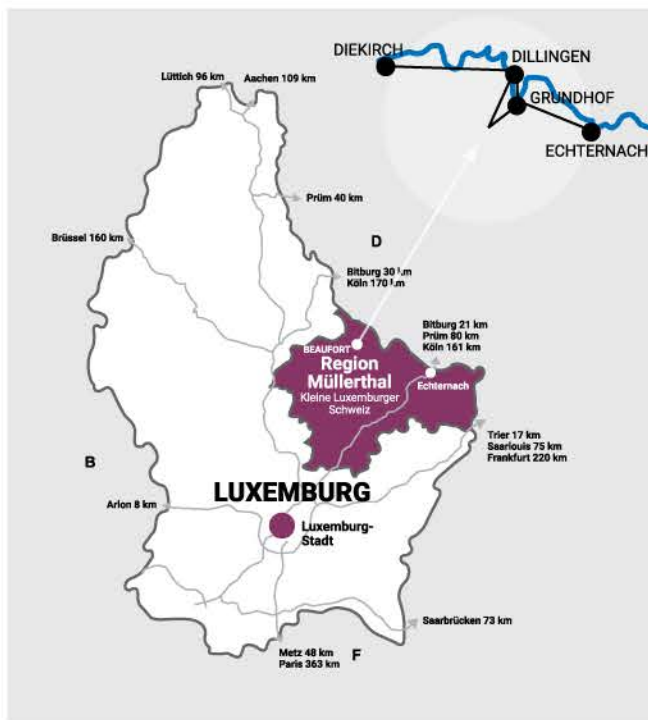 DIEKIRCH
DILLINGEN
GRUNDHOF
ECHTERNACH
Lüttich 96 km
Aachen 109 km
Prüm 40 km
Brüssel 160 km
D
Bitburg 30 km
Köln 170 km
Bitburg 21 km
Prüm 80 km
Köln 161 km
BEAUFORT
Region
Müllerthal
Kleine Luxemburger
Schweiz
Echternach
Trier 17 km
Saarlouis 75 km
Frankfurt 220 km
B
LUXEMBURG
Arlon 8 km
Luxemburg-
Stadt
Saarbrücken 73 km
Metz 48 km
Paris 363 km
F